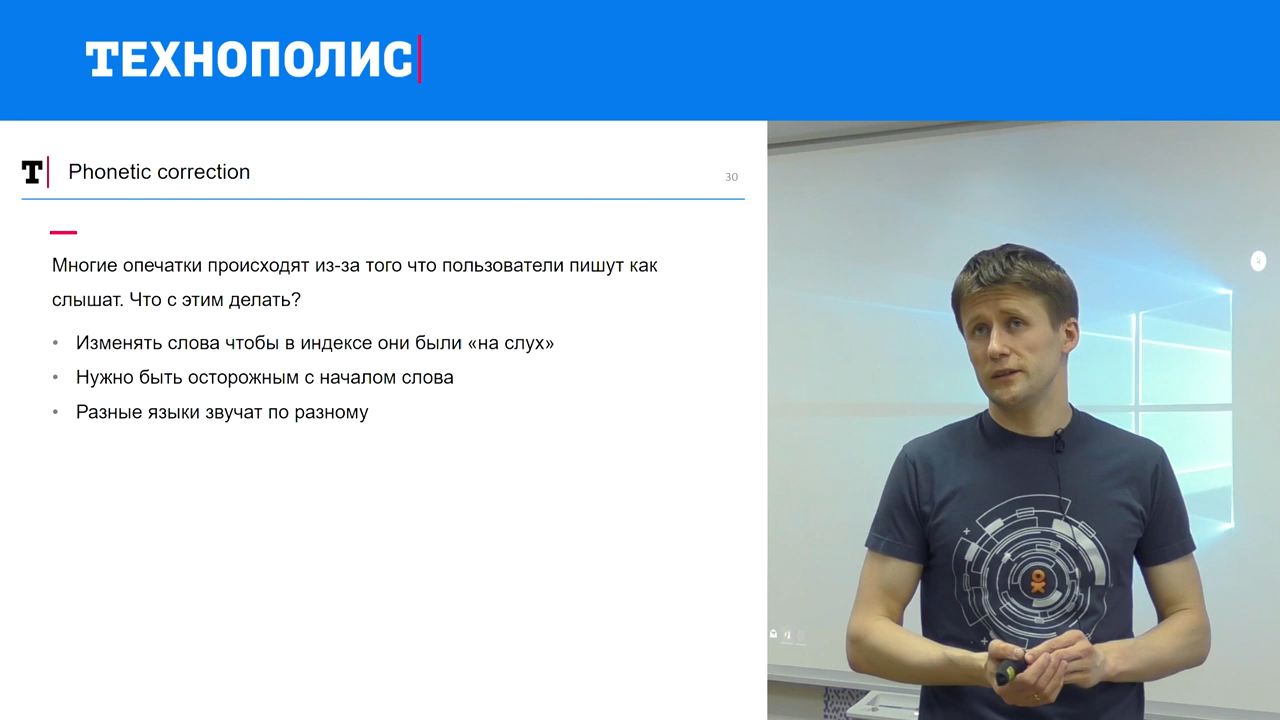 ТЕХНОПОЛИС
T
Phonetic correction
30
Многие опечатки происходят из-за того что пользователи пишут как
слышат. Что с этим делать?
• Изменять слова чтобы в индексе они были «на слух»
• Нужно быть осторожным с началом слова
• Разные языки звучат по разному